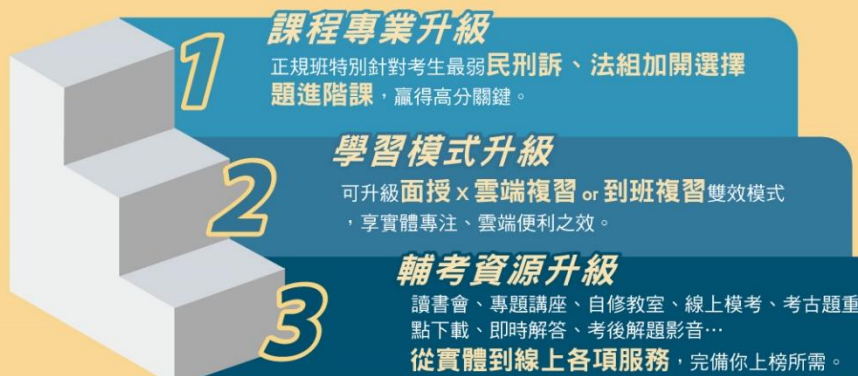 1
課程專業升級
正規班特別針對考生最弱民刑訴、法組加開選擇
題進階課，贏得高分關鍵。
2
學習模式升級
可升級面授 x 雲端複習 or 到班複習雙效模式
，享實體專注、雲端便利之效。
3
輔考資源升級
讀書會、專題講座、自修教室、線上模考、考古題重
點下載、即時解答、考後解題影音…
從實體到線上各項服務，完備你上榜所需。